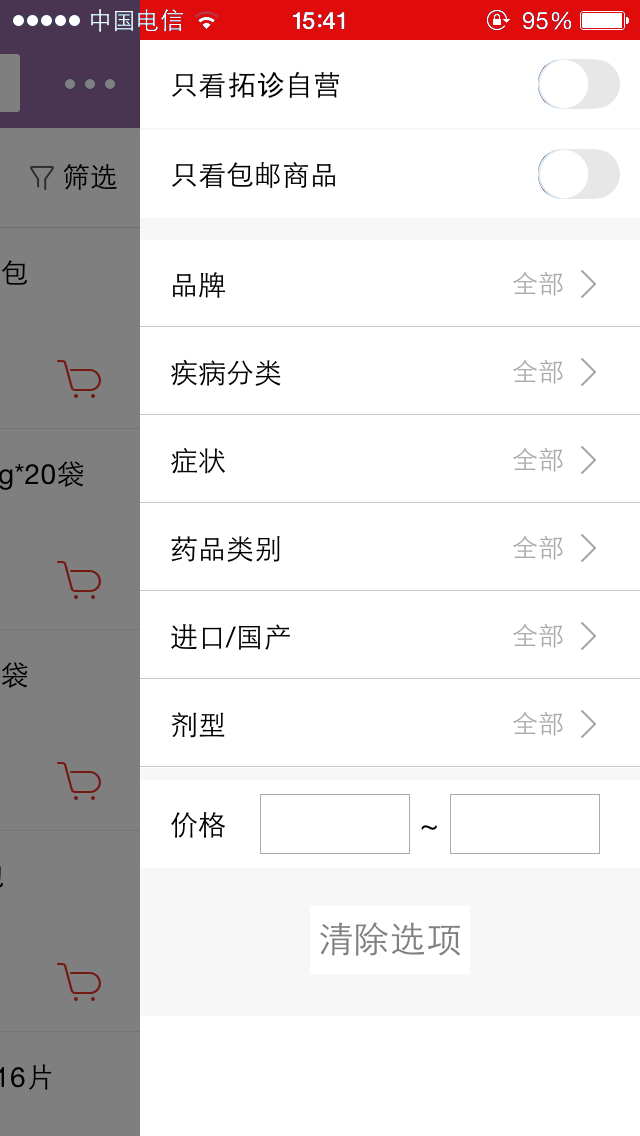 中国电信 15:41 95%
只看拓诊自营
筛选
只看包邮商品
包
品牌 全部
疾病分类 全部
g*20袋
症状 全部
药品类别 全部
进口/国产 全部
袋
剂型 全部
价格 ~
清除选项
16片